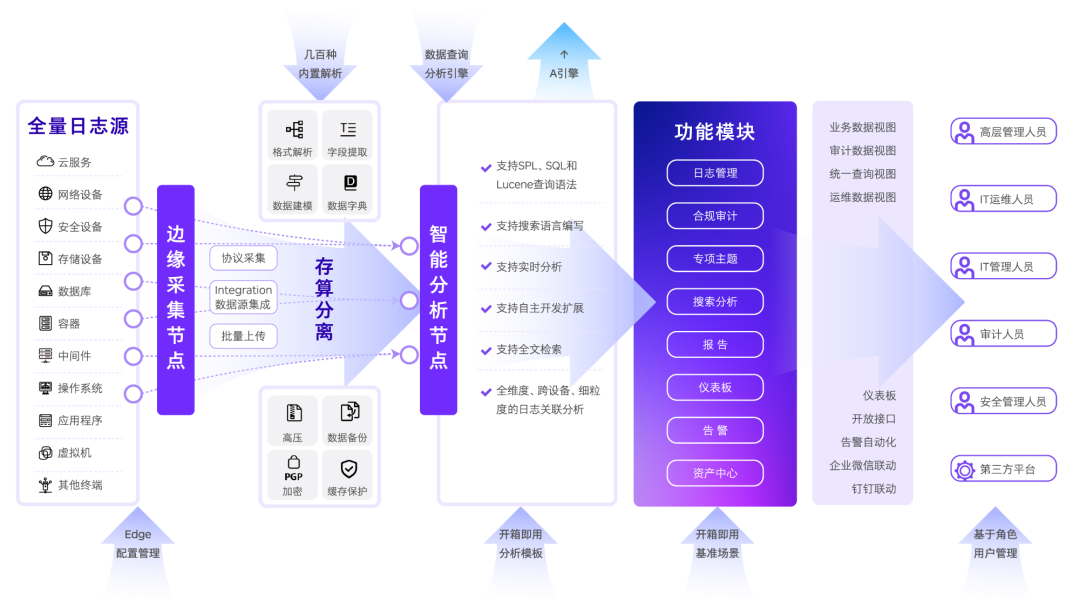 几百种
内置解析
数据查询
分析引擎
↑
A引擎
全量日志源
云服务
网络设备
安全设备
存储设备
数据库
容器
中间件
操作系统
应用程序
虚拟机
其他终端
Edge
配置管理
边缘采集节点
格式解析
字段提取
数据建模
数据字典
协议采集
Integration
数据源集成
批量上传
存算分离
高压
数据备份
PGP
加密
缓存保护
智能分析节点
支持SPL、SQL和
Lucene查询语法
支持搜索语言编写
支持实时分析
支持自主开发扩展
支持全文检索
全维度、跨设备、细粒
度的日志关联分析
开箱即用
分析模板
功能模块
日志管理
合规审计
专项主题
搜索分析
报告
仪表板
告警
资产中心
开箱即用
基准场景
业务数据视图
审计数据视图
统一查询视图
运维数据视图
仪表板
开放接口
告警自动化
企业微信联动
钉钉联动
高层管理人员
IT运维人员
IT管理人员
审计人员
安全管理人员
第三方平台
基于角色
用户管理